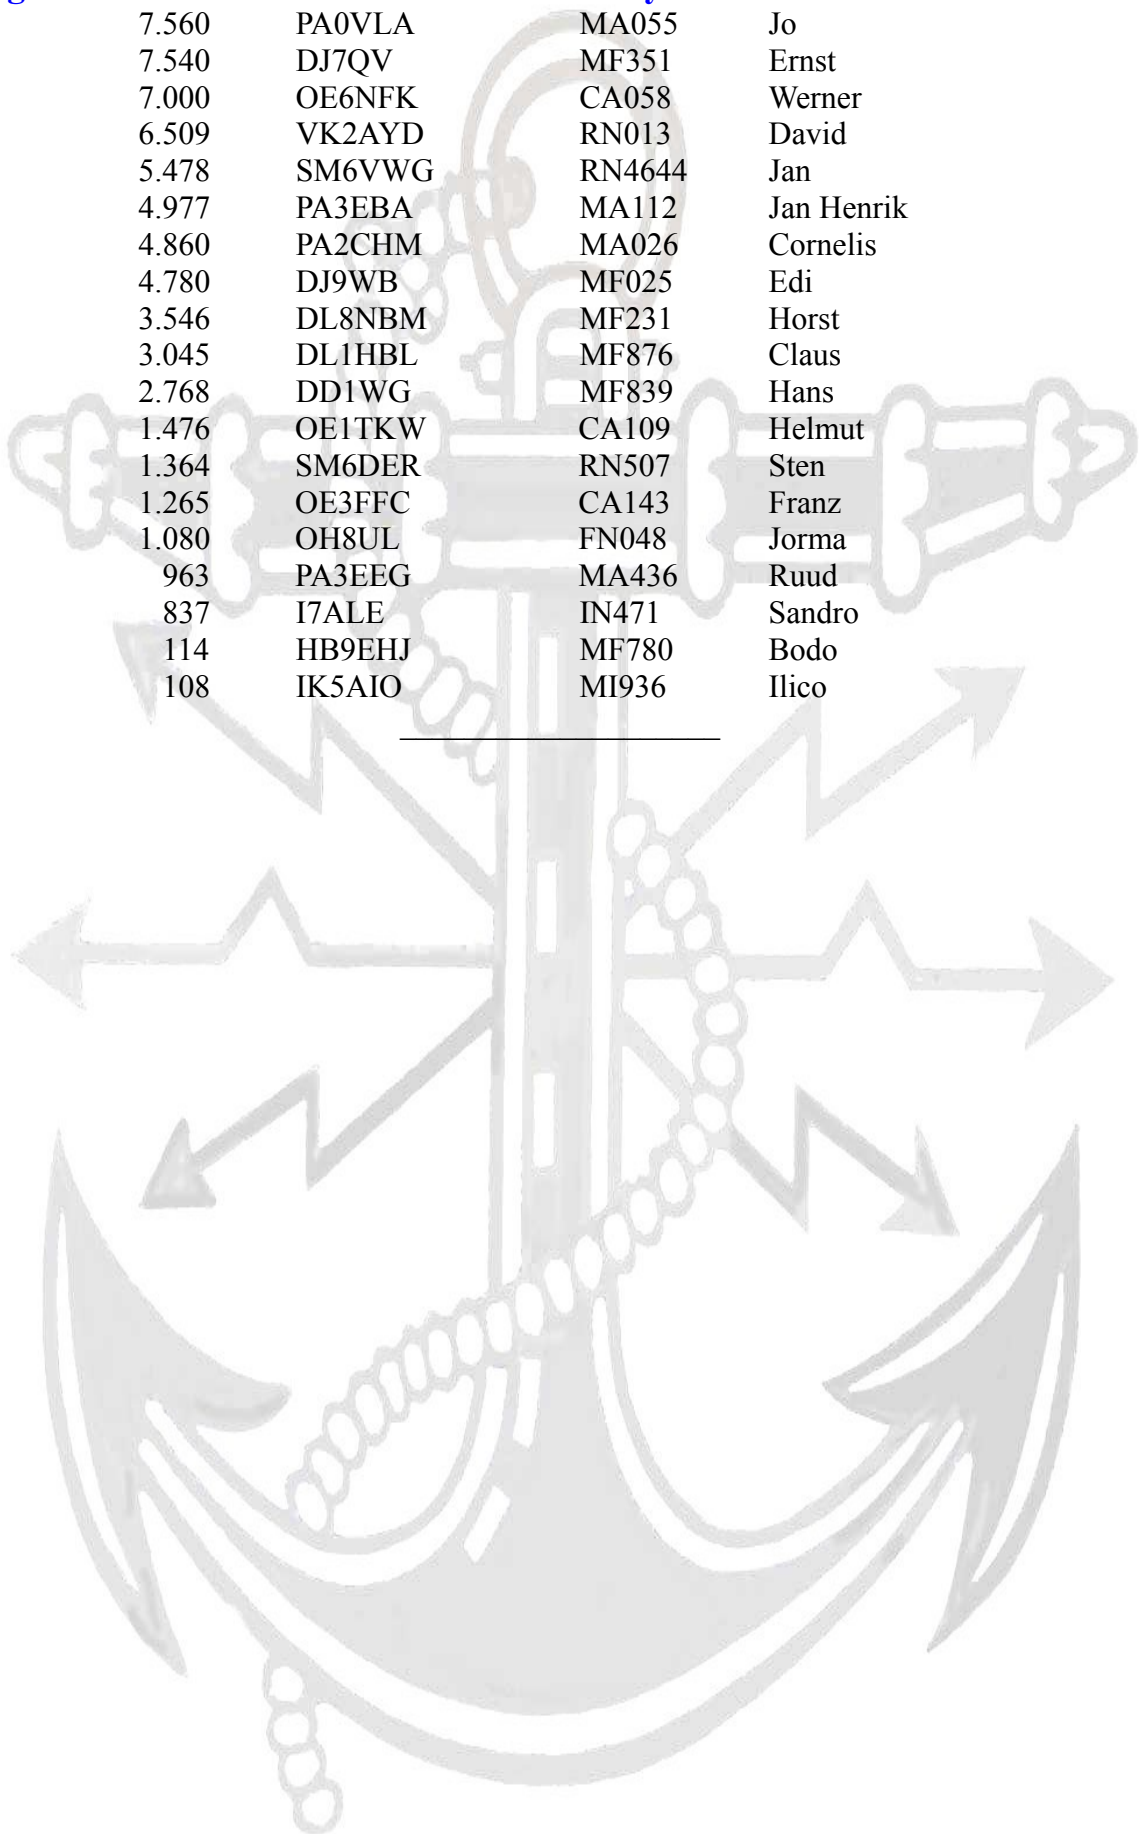 7.560 PA0VLA MA055 Jo
7.540 DJ7QV MF351 Ernst
7.000 OE6NFK CA058 Werner
6.509 VK2AYD RN013 David
5.478 SM6VWG RN4644 Jan
4.977 PA3EBA MA112 Jan Henrik
4.860 PA2CHM MA026 Cornelis
4.780 DJ9WB MF025 Edi
3.546 DL8NBM MF231 Horst
3.045 DL1HBL MF876 Claus
2.768 DD1WG MF839 Hans
1.476 OE1TKW CA109 Helmut
1.364 SM6DER RN507 Sten
1.265 OE3FFC CA143 Franz
1.080 OH8UL FN048 Jorma
963 PA3EEG MA436 Ruud
837 I7ALE IN471 Sandro
114 HB9EHJ MF780 Bodo
108 IK5AIO MI936 Ilico